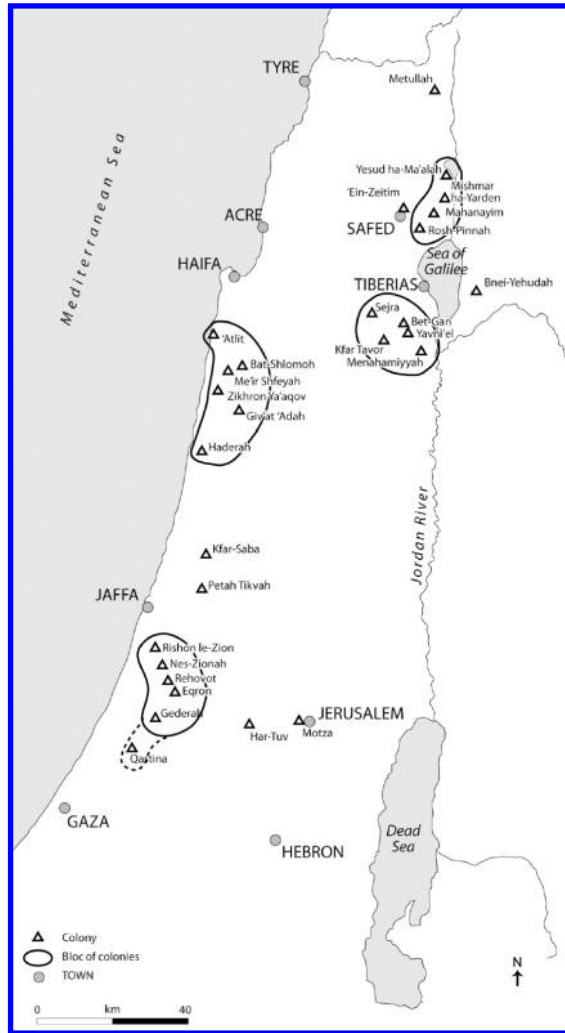 TYRE
Metullah
Mediterranean Sea
Yesud ha-Ma'alah
'Ein-Zeitim
Mishmar
ha-Yarden
Mahanayim
SAFED
Rosh-Pinnah
ACRE
Sea of
Galilee
HAIFA
TIBERIAS
Bnei-Yehudah
Sejra
Bet-Gan
Yavni'el
Kfar Tavor
Menahamiyyah
'Atlit
Bat-Shlomoh
Me'ir Shfeyah
Zikhron Ya'aqov
Giv'at 'Adah
Haderah
Jordan River
Kfar-Saba
Petah Tikvah
JAFFA
Rishon le-Zion
Nes-Zionah
Rehovot
Eqron
Gederah
JERUSALEM
Motza
Har-Tuv
Qastina
GAZA
HEBRON
Dead
Sea
Colony
Bloc of colonies
TOWN
N
0 km 40